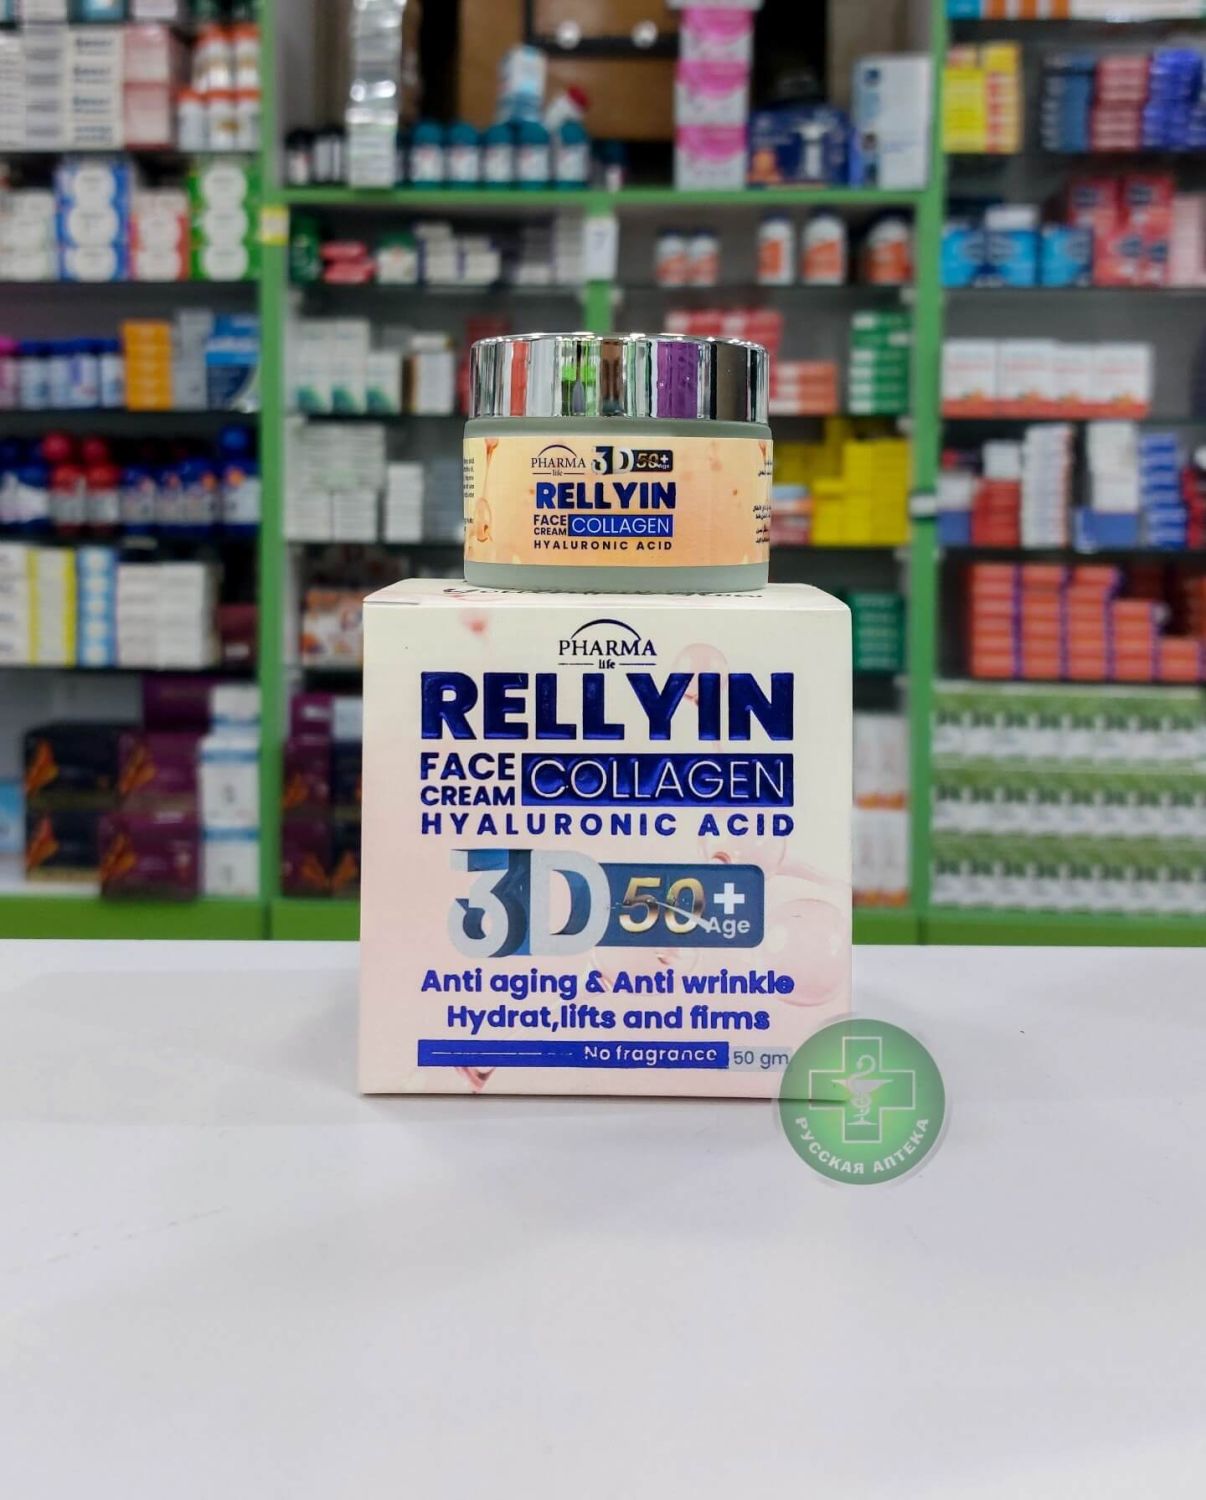 PHARMA
life
3D 50+
Age
RELLYIN
FACE
CREAM COLLAGEN
HYALURONIC ACID
PHARMA
life
RELLYIN
FACE
CREAM COLLAGEN
HYALURONIC ACID
3D 50+
Age
Anti aging & Anti wrinkle
Hydrat,lifts and firms
No fragrance 50 gm
РУССКАЯ АПТЕКА